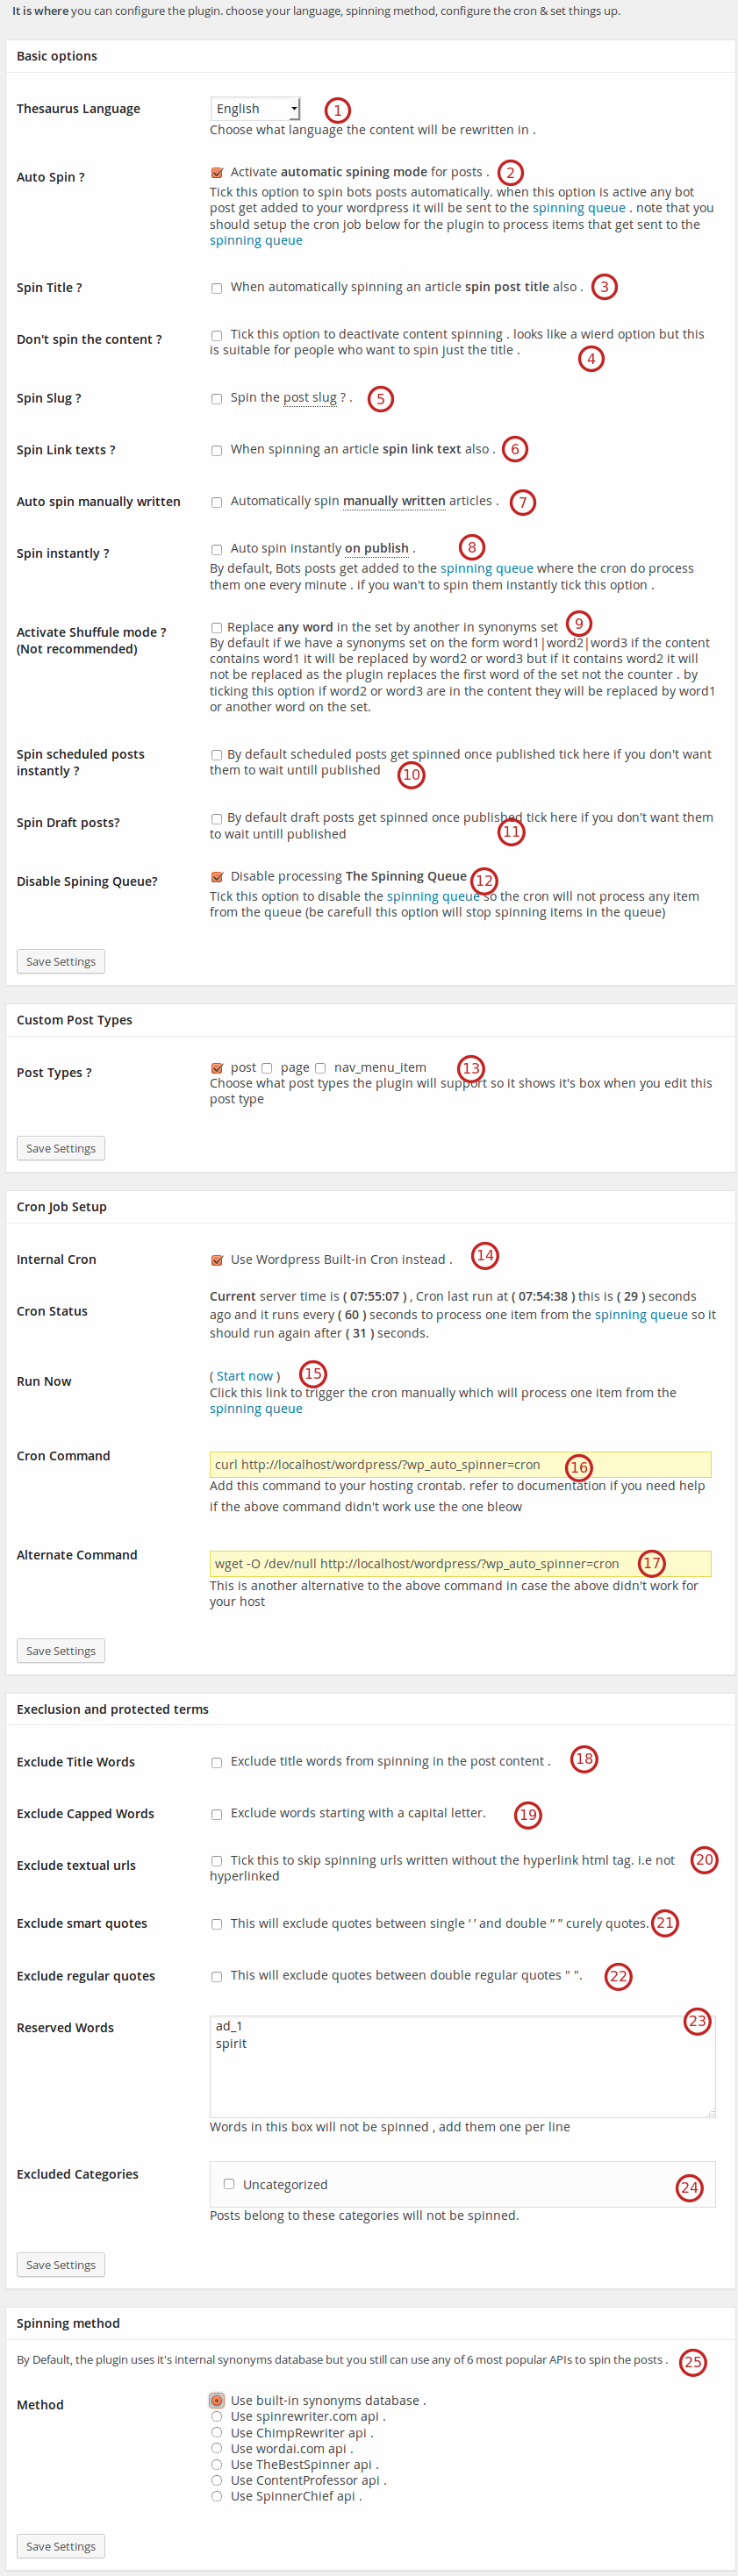 It is where you can configure the plugin. choose your language, spinning method, configure the cron & set things up.
Basic options
Thesaurus Language
English
1
Choose what language the content will be rewritten in .
Auto Spin ?
Activate automatic spining mode for posts .
2
Tick this option to spin bots posts automatically. when this option is active any bot
post get added to your wordpress it will be sent to the spinning queue . note that you
should setup the cron job below for the plugin to process items that get sent to the
spinning queue
Spin Title ?
When automatically spinning an article spin post title also .
3
Don't spin the content ?
Tick this option to deactivate content spinning . looks like a wierd option but this
is suitable for people who want to spin just the title .
4
Spin Slug ?
Spin the post slug ? .
5
Spin Link texts ?
When spinning an article spin link text also .
6
Auto spin manually written
Automatically spin manually written articles .
7
Spin instantly ?
Auto spin instantly on publish .
8
By default, Bots posts get added to the spinning queue where the cron do process
them one every minute . if you wan't to spin them instantly tick this option .
Activate Shuffule mode ?
(Not recommended)
Replace any word in the set by another in synonyms set
9
By default if we have a synonyms set on the form word1|word2|word3 if the content
contains word1 it will be replaced by word2 or word3 but if it contains word2 it will
not be replaced as the plugin replaces the first word of the set not the counter . by
ticking this option if word2 or word3 are in the content they will be replaced by word1
or another word on the set.
Spin scheduled posts
instantly ?
By default scheduled posts get spinned once published tick here if you don't want
them to wait untill published
10
Spin Draft posts?
By default draft posts get spinned once published tick here if you don't want them
to wait untill published
11
Disable Spining Queue?
Disable processing The Spinning Queue
12
Tick this option to disable the spinning queue so the cron will not process any item
from the queue (be carefull this option will stop spinning items in the queue)
Save Settings
Custom Post Types
Post Types ?
post page nav_menu_item
13
Choose what post types the plugin will support so it shows it's box when you edit this
post type
Save Settings
Cron Job Setup
Internal Cron
Use Wordpress Built-in Cron instead .
14
Cron Status
Current server time is ( 07:55:07 ) , Cron last run at ( 07:54:38 ) this is ( 29 ) seconds
ago and it runs every ( 60 ) seconds to process one item from the spinning queue so it
should run again after ( 31 ) seconds.
Run Now
( Start now )
15
Click this link to trigger the cron manually which will process one item from the
spinning queue
Cron Command
curl http://localhost/wordpress/?wp_auto_spinner=cron
16
Add this command to your hosting crontab. refer to documentation if you need help
if the above command didn't work use the one bleow
Alternate Command
wget -O /dev/null http://localhost/wordpress/?wp_auto_spinner=cron
17
This is another alternative to the above command in case the above didn't work for
your host
Save Settings
Execlusion and protected terms
Exclude Title Words
Exclude title words from spinning in the post content .
18
Exclude Capped Words
Exclude words starting with a capital letter.
19
Exclude textual urls
Tick this to skip spinning urls written without the hyperlink html tag. i.e not
hyperlinked
20
Exclude smart quotes
This will exclude quotes between single ‘ ’ and double “ ” curely quotes.
21
Exclude regular quotes
This will exclude quotes between double regular quotes " ".
22
Reserved Words
ad_1
spirit
23
Words in this box will not be spinned , add them one per line
Excluded Categories
Uncategorized
24
Posts belong to these categories will not be spinned.
Save Settings
Spinning method
By Default, the plugin uses it's internal synonyms database but you still can use any of 6 most popular APIs to spin the posts .
25
Method
Use built-in synonyms database .
Use spinrewriter.com api .
Use ChimpRewriter api .
Use wordai.com api .
Use TheBestSpinner api .
Use ContentProfessor api .
Use SpinnerChief api .
Save Settings